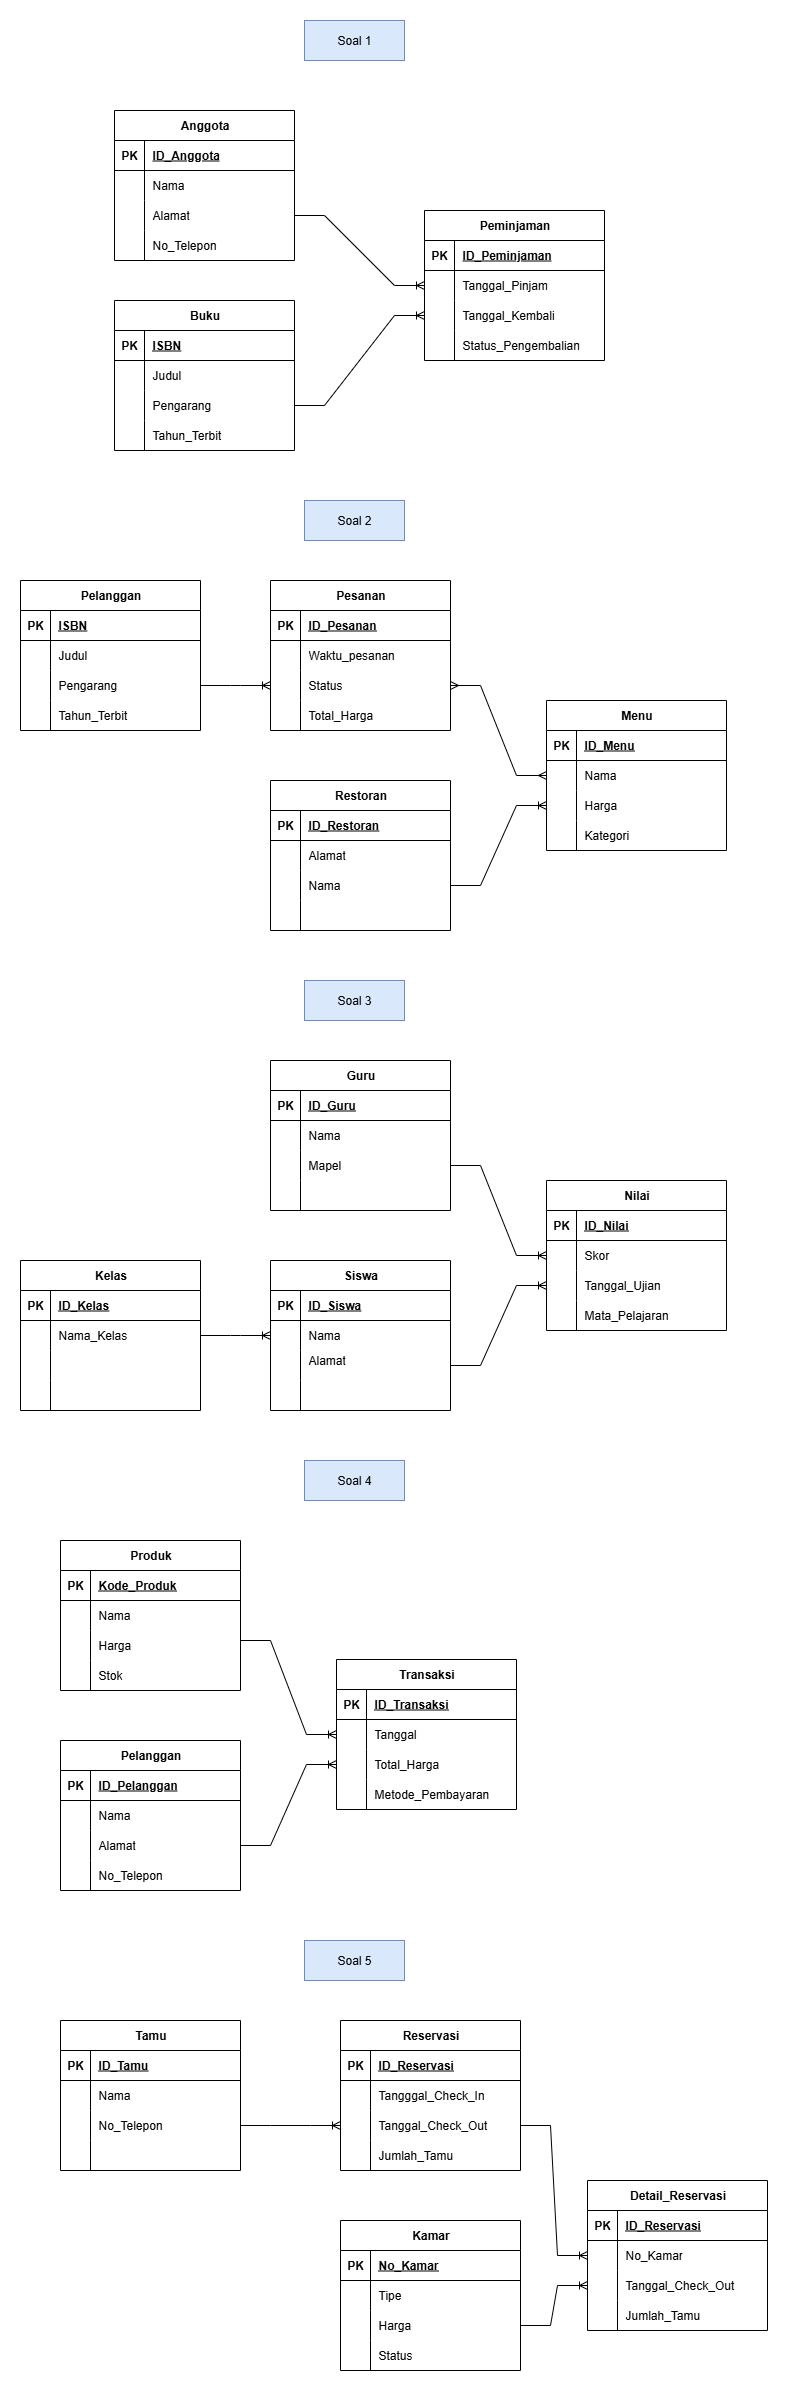 Soal 1
Anggota
PK ID_Anggota
Nama
Alamat
No_Telepon
Peminjaman
PK ID_Peminjaman
Tanggal_Pinjam
Tanggal_Kembali
Status_Pengembalian
Buku
PK ISBN
Judul
Pengarang
Tahun_Terbit
Soal 2
Pelanggan
PK ISBN
Judul
Pengarang
Tahun_Terbit
Pesanan
PK ID_Pesanan
Waktu_pesanan
Status
Total_Harga
Menu
PK ID_Menu
Nama
Harga
Kategori
Restoran
PK ID_Restoran
Alamat
Nama
Soal 3
Guru
PK ID_Guru
Nama
Mapel
Nilai
PK ID_Nilai
Skor
Tanggal_Ujian
Mata_Pelajaran
Kelas
PK ID_Kelas
Nama_Kelas
Siswa
PK ID_Siswa
Nama
Alamat
Soal 4
Produk
PK Kode_Produk
Nama
Harga
Stok
Transaksi
PK ID_Transaksi
Tanggal
Total_Harga
Metode_Pembayaran
Pelanggan
PK ID_Pelanggan
Nama
Alamat
No_Telepon
Soal 5
Tamu
PK ID_Tamu
Nama
No_Telepon
Reservasi
PK ID_Reservasi
Tangggal_Check_In
Tanggal_Check_Out
Jumlah_Tamu
Detail_Reservasi
PK ID_Reservasi
No_Kamar
Tanggal_Check_Out
Jumlah_Tamu
Kamar
PK No_Kamar
Tipe
Harga
Status